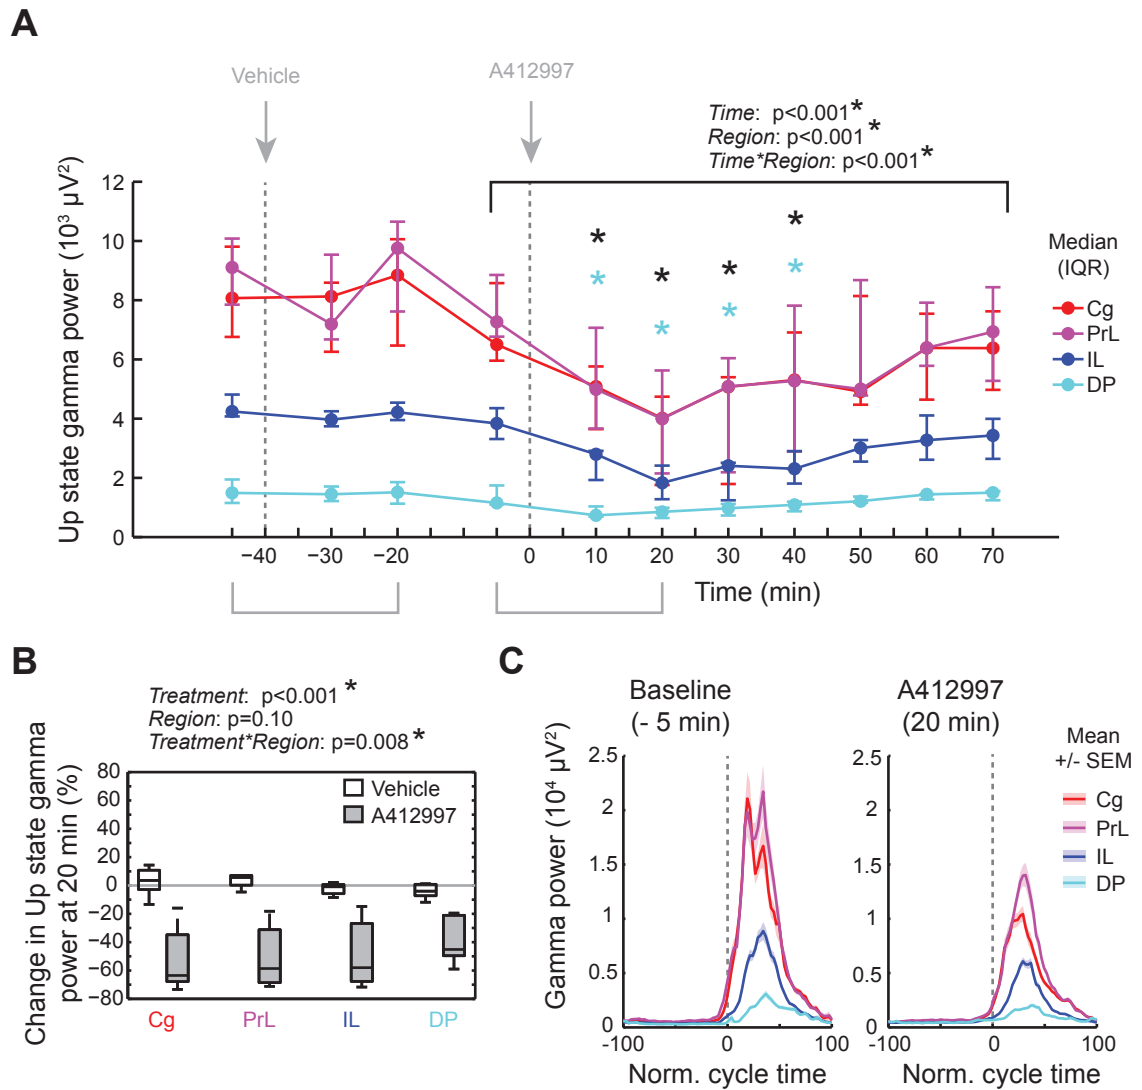 A
Vehicle
A412997
Time: p<0.001*
Region: p<0.001*
Time*Region: p<0.001*
Up state gamma power (10³ µV²)
12
10
8
6
4
2
0
* * * *
* * * *
Median
(IQR)
Cg
PrL
IL
DP
−40 −30 −20 0 10 20 30 40 50 60 70
Time (min)
B
Treatment: p<0.001 *
Region: p=0.10
Treatment*Region: p=0.008 *
Change in Up state gamma
power at 20 min (%)
80
60
40
20
0
−20
−40
−60
−80
Vehicle
A412997
Cg PrL IL DP
C
Baseline
(- 5 min)
A412997
(20 min)
Gamma power (10⁴ µV²)
2.5
2
1.5
1
0.5
0
-100 0 100
Norm. cycle time
2.5
2
1.5
1
0.5
0
-100 0 100
Norm. cycle time
Mean
+/- SEM
Cg
PrL
IL
DP